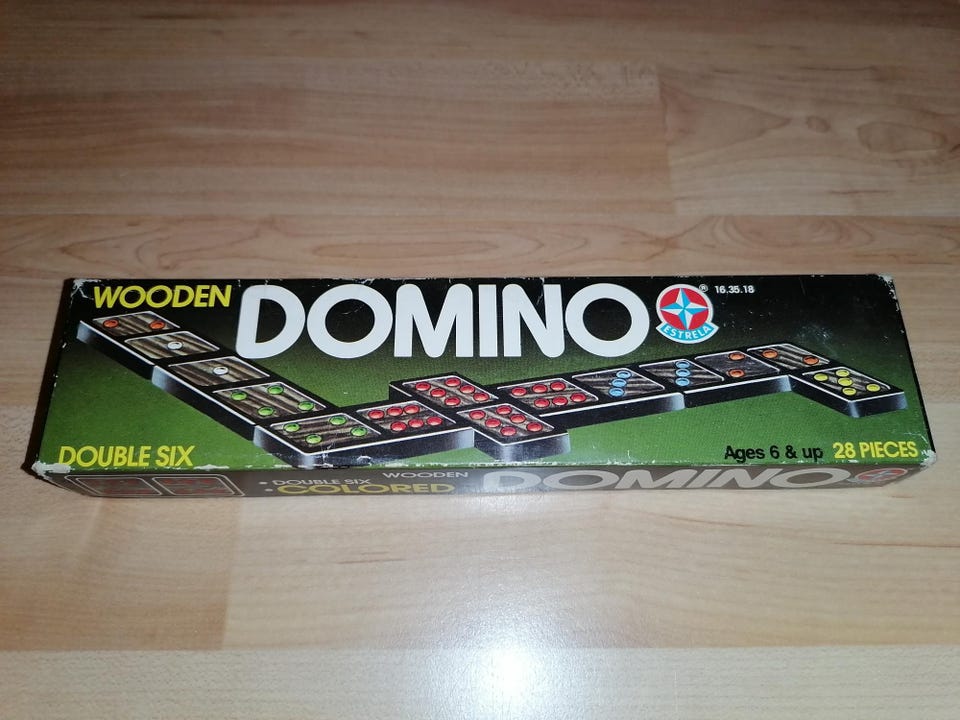 WOODEN
DOMINO
® 16.35.18
ESTRELA
DOUBLE SIX
Ages 6 & up 28 PIECES
• DOUBLE SIX WOODEN
• COLORED DOMINO